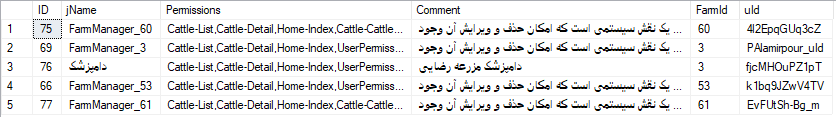 ID jName Permissions Comment FamId uId
1 75 FarmManager_60 Cattle-List,Cattle-Detail,Home-Index,Cattle-Cattle... یک نقش سیستمی است که امکان حذف و ویرایش آن وجود ... 60 4I2EpqGUq3cZ
2 69 FarmManager_3 Cattle-List,Cattle-Detail,Home-Index,UserPermiss... یک نقش سیستمی است که امکان حذف و ویرایش آن وجود ... 3 PAlamirpour_uId
3 76 دامپزشک Cattle-List,Cattle-Detail,Home-Index,UserPermiss... دامپزشک مزرعه رضایی 3 fjcMHOuPZ1pT
4 66 FarmManager_53 Cattle-List,Cattle-Detail,Home-Index,UserPermiss... یک نقش سیستمی است که امکان حذف و ویرایش آن وجود ... 53 k1bq9JZwV4TV
5 77 FarmManager_61 Cattle-List,Cattle-Detail,Home-Index,Cattle-Cattle... یک نقش سیستمی است که امکان حذف و ویرایش آن وجود ... 61 EvFUtSh-Bg_m